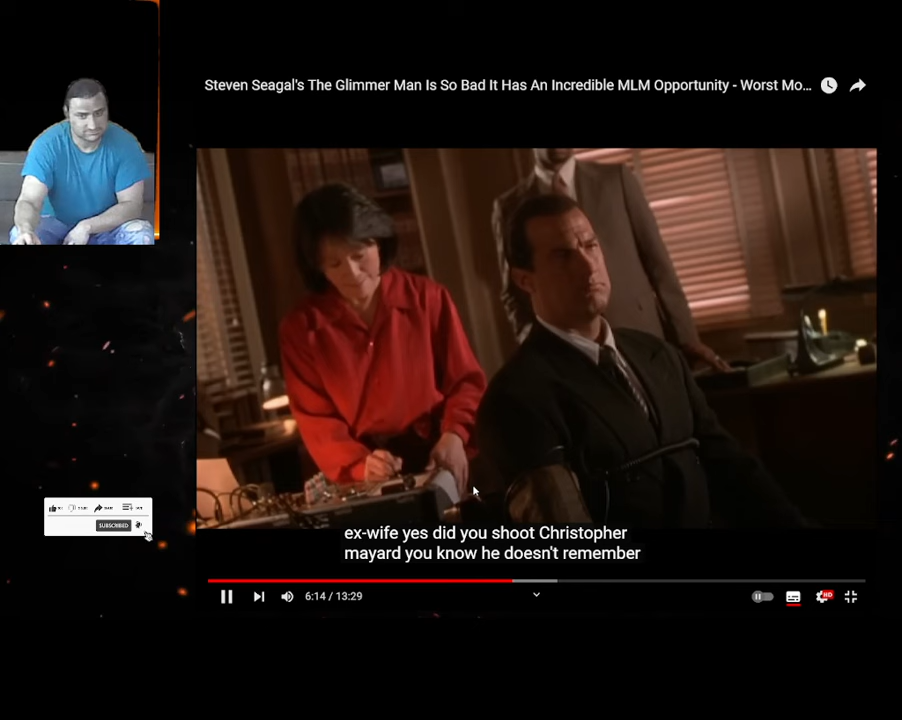 Steven Seagal's The Glimmer Man Is So Bad It Has An Incredible MLM Opportunity - Worst Mo...
SUBSCRIBED
ex-wife yes did you shoot Christopher
mayard you know he doesn't remember
6:14 / 13:29
HD